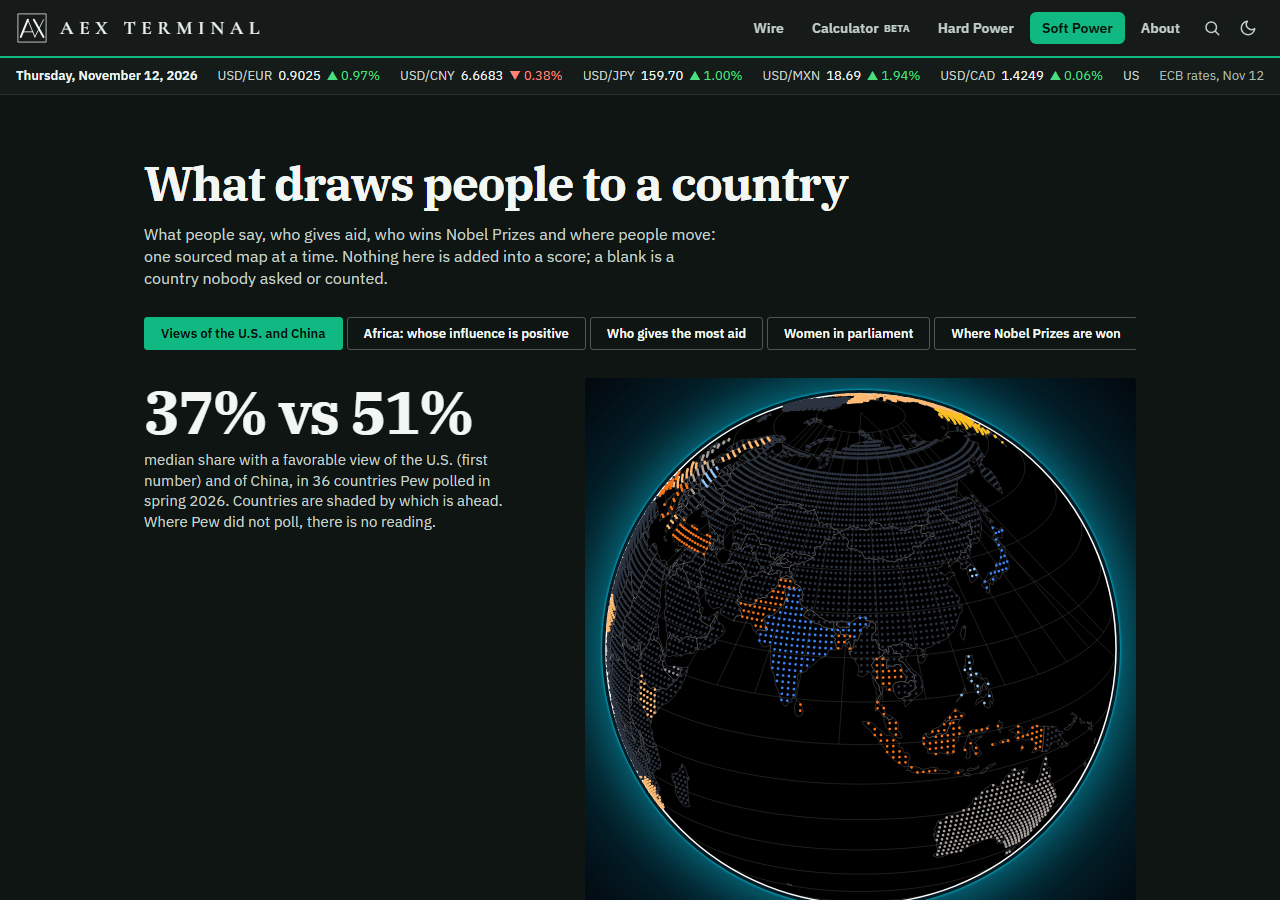 AX AEX TERMINAL
Wire Calculator BETA Hard Power Soft Power About
Thursday, November 12, 2026 USD/EUR 0.9025 ▲ 0.97% USD/CNY 6.6683 ▼ 0.38% USD/JPY 159.70 ▲ 1.00% USD/MXN 18.69 ▲ 1.94% USD/CAD 1.4249 ▲ 0.06% US ECB rates, Nov 12
What draws people to a country
What people say, who gives aid, who wins Nobel Prizes and where people move:
one sourced map at a time. Nothing here is added into a score; a blank is a
country nobody asked or counted.
Views of the U.S. and China Africa: whose influence is positive Who gives the most aid Women in parliament Where Nobel Prizes are won
37% vs 51%
median share with a favorable view of the U.S. (first
number) and of China, in 36 countries Pew polled in
spring 2026. Countries are shaded by which is ahead.
Where Pew did not poll, there is no reading.